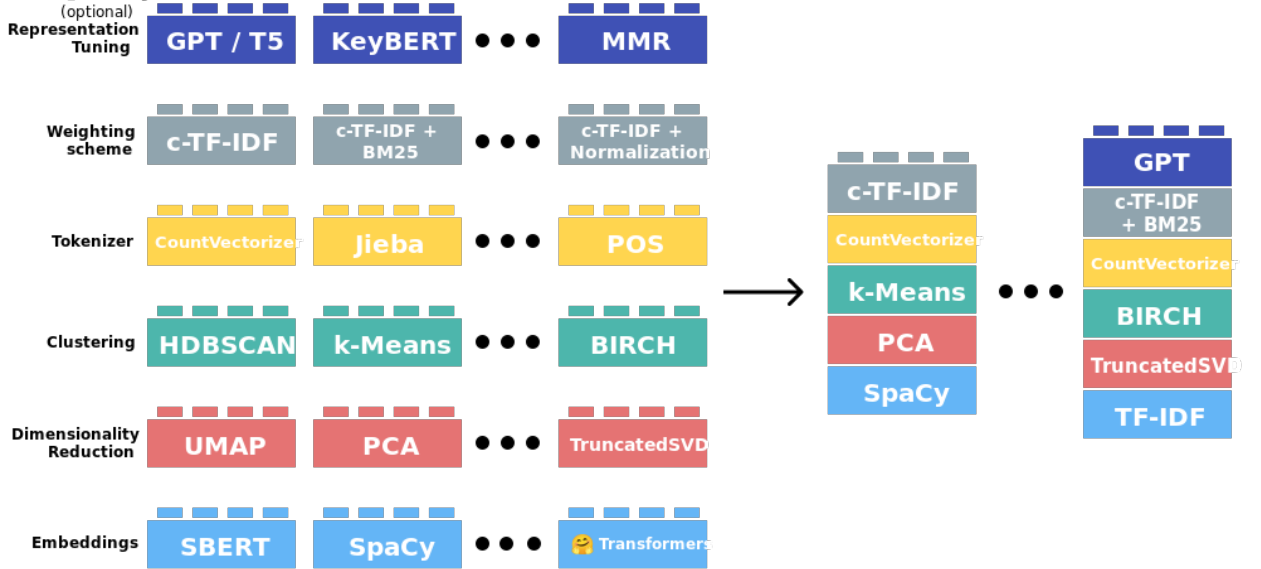 (optional)
Representation
Tuning
GPT / T5
KeyBERT
MMR
Weighting
scheme
c-TF-IDF
c-TF-IDF +
BM25
c-TF-IDF +
Normalization
Tokenizer
CountVectorizer
Jieba
POS
Clustering
HDBSCAN
k-Means
BIRCH
Dimensionality
Reduction
UMAP
PCA
TruncatedSVD
Embeddings
SBERT
SpaCy
🤗 Transformers
c-TF-IDF
CountVectorizer
k-Means
PCA
SpaCy
GPT
c-TF-IDF
+ BM25
CountVectorizer
BIRCH
TruncatedSVD
TF-IDF